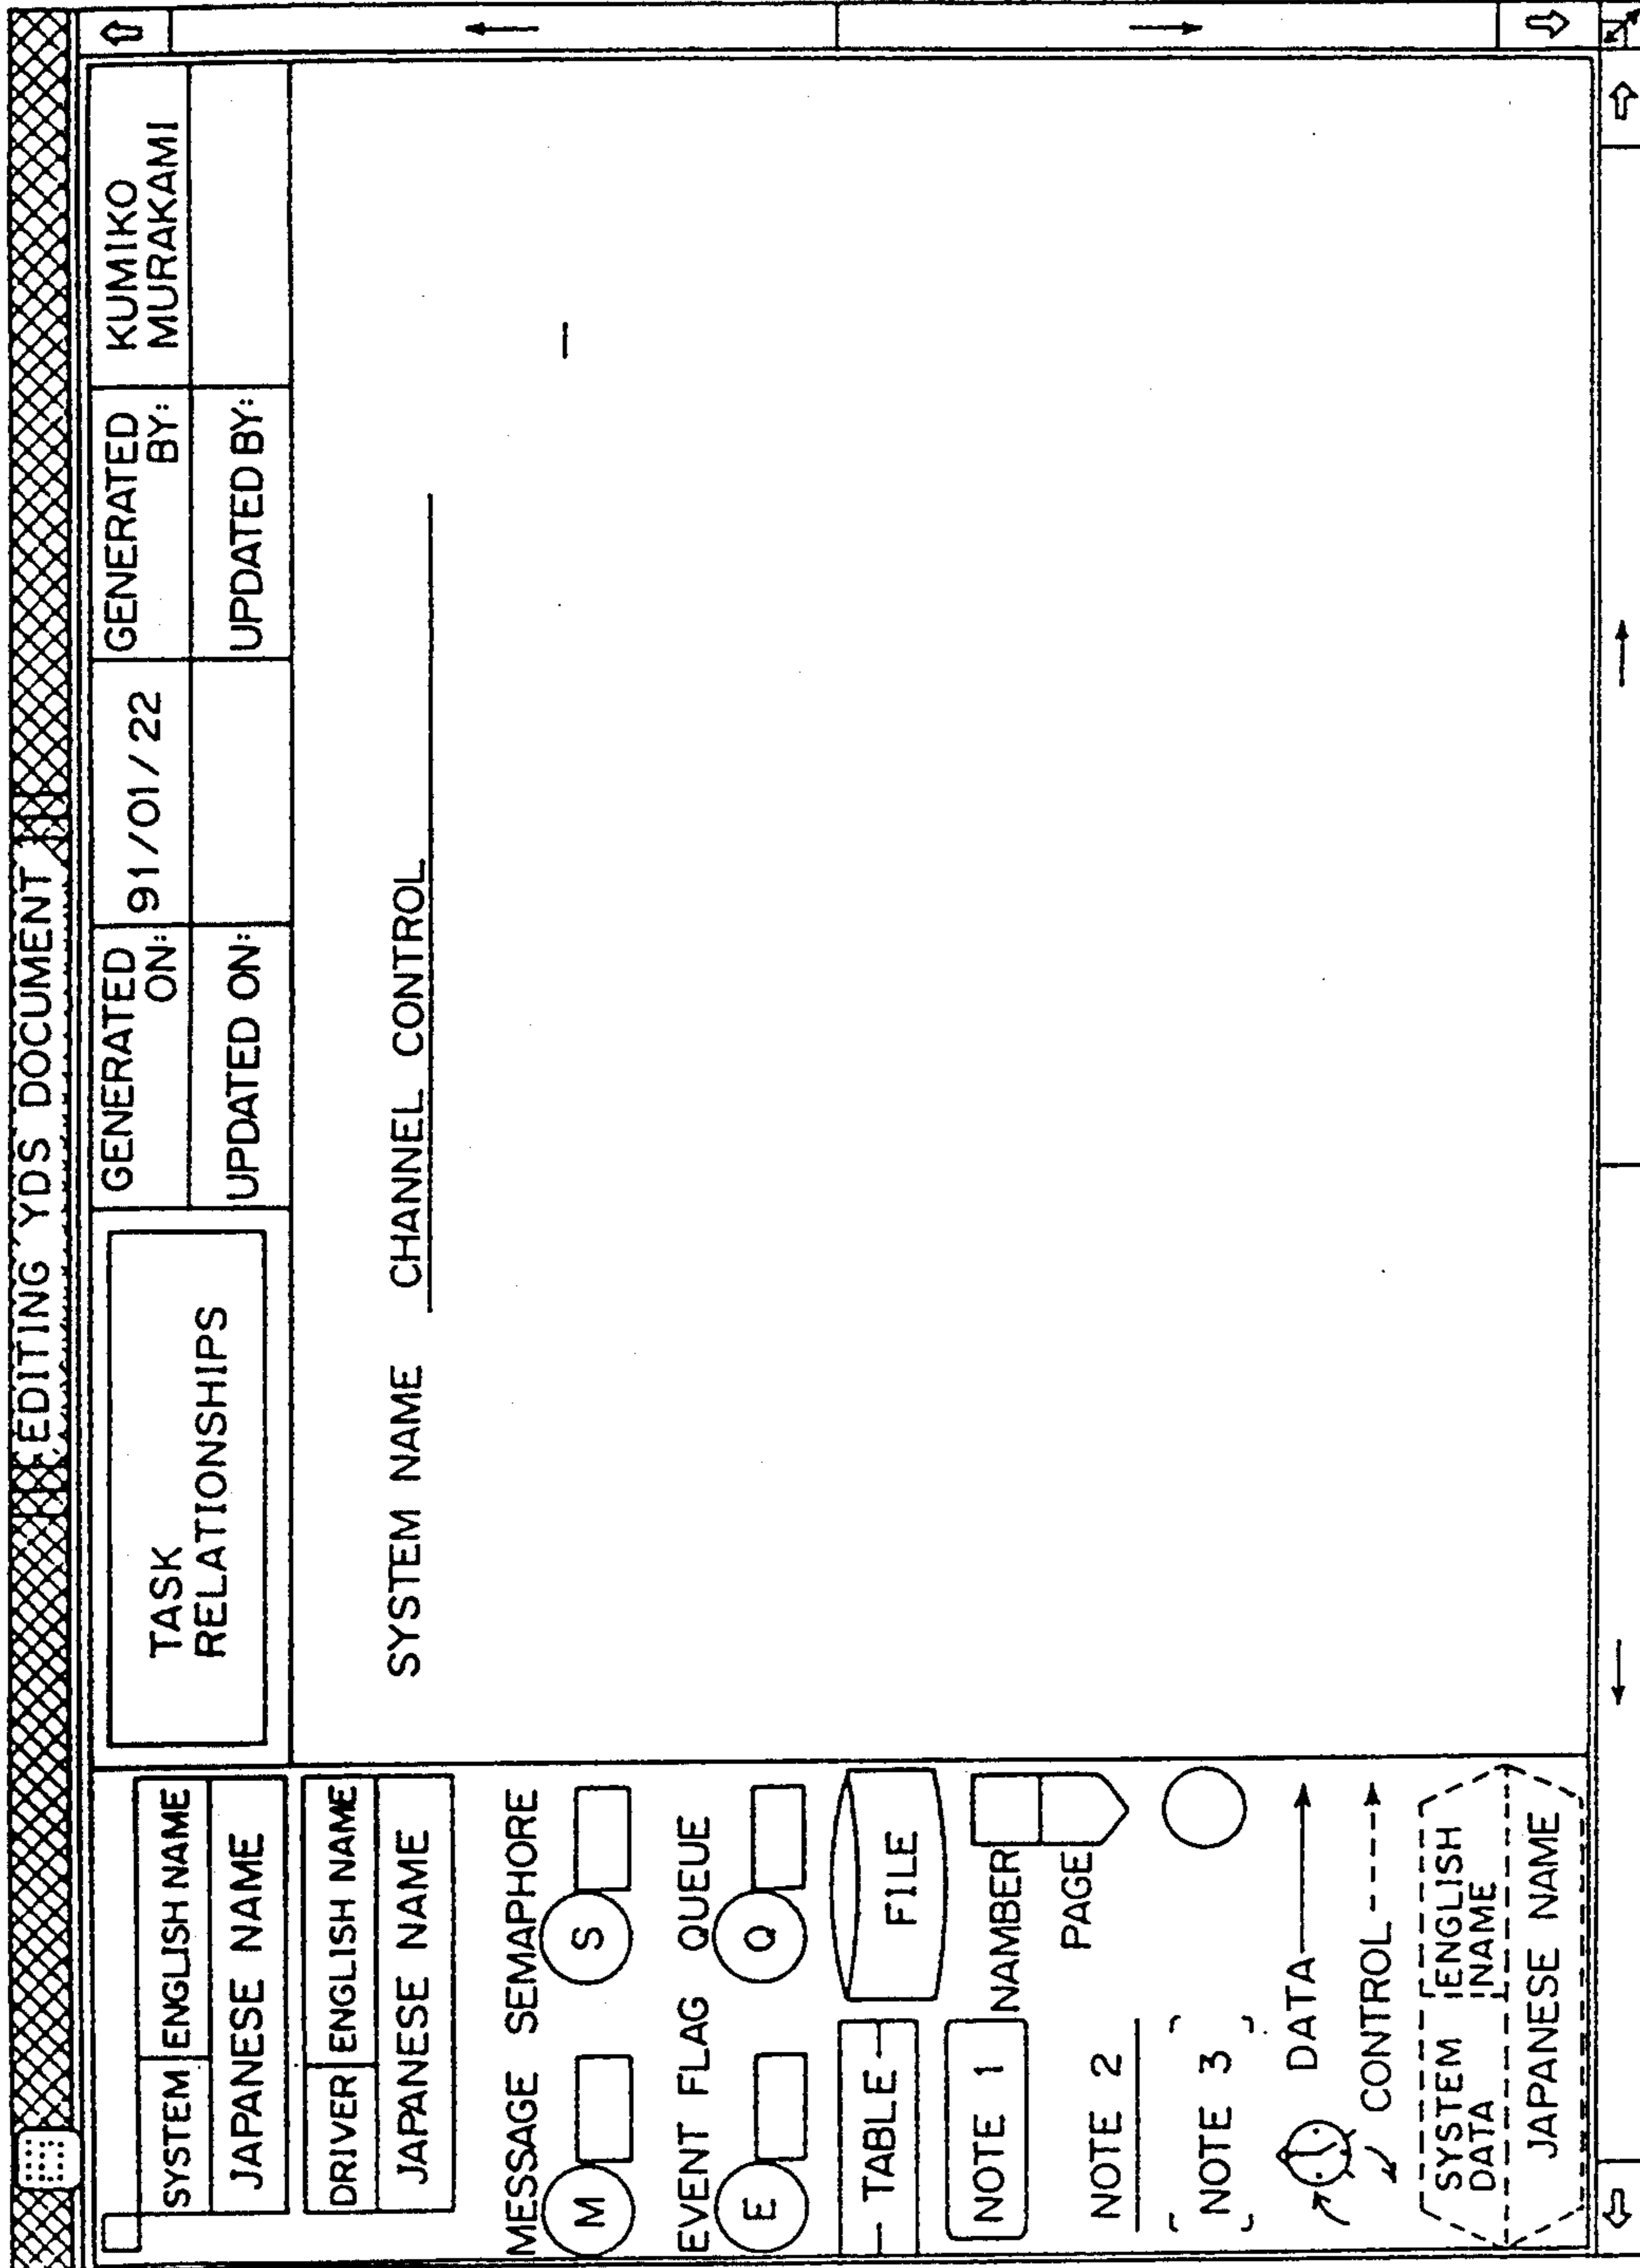 EDITING YDS DOCUMENT
TASK
RELATIONSHIPS
GENERATED
ON:
91/01/22
GENERATED
BY:
KUMIKO
MURAKAMI
UPDATED ON:
UPDATED BY:
SYSTEM NAME CHANNEL CONTROL
SYSTEM
ENGLISH NAME
JAPANESE NAME
DRIVER
ENGLISH NAME
JAPANESE NAME
MESSAGE SEMAPHORE
M
S
EVENT FLAG QUEUE
E
Q
TABLE
FILE
NOTE 1
NAMBER
PAGE
NOTE 2
NOTE 3
DATA
CONTROL
SYSTEM
DATA
ENGLISH
NAME
JAPANESE NAME